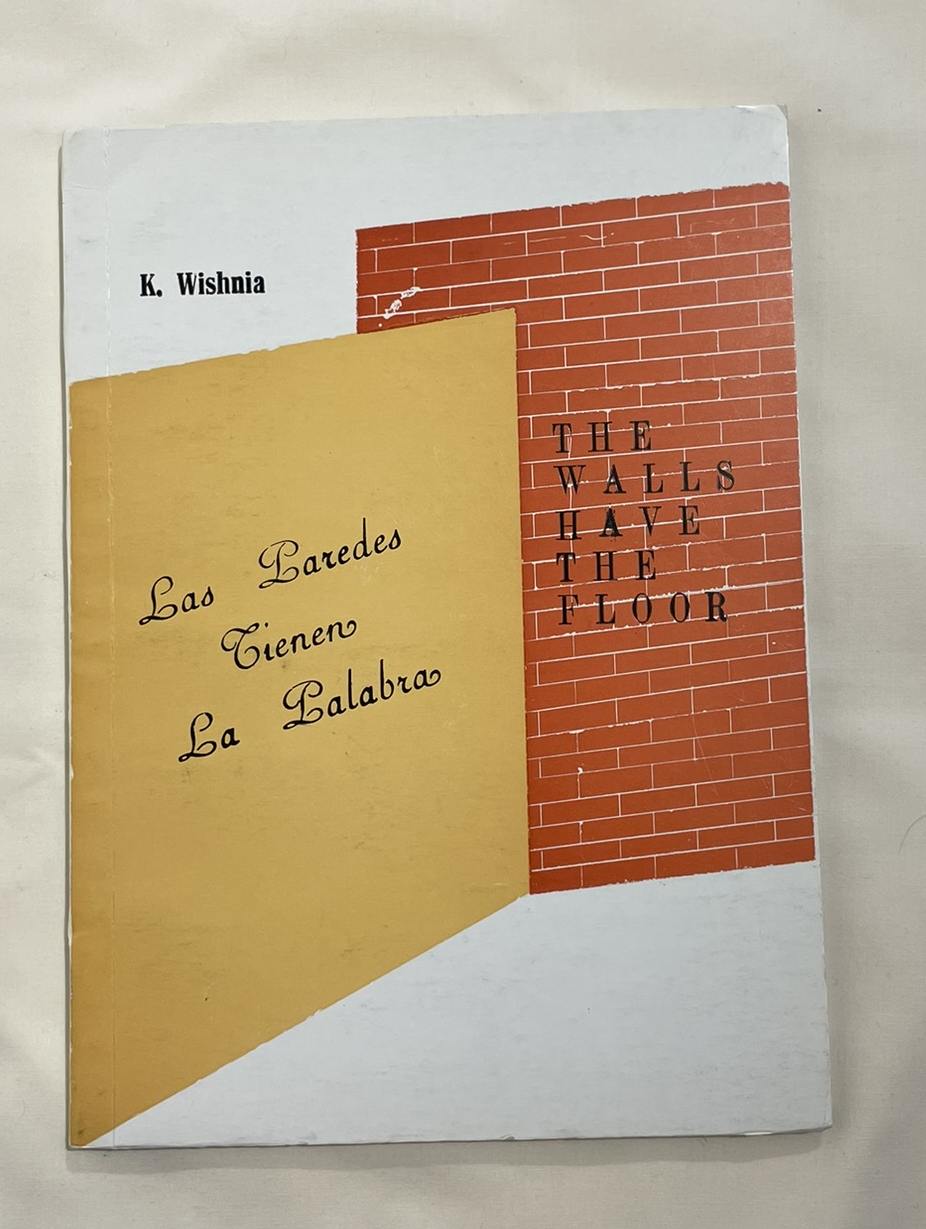 K. Wishnia
Las Paredes
Tienen
La Palabra
THE
WALLS
HAVE
THE
FLOOR